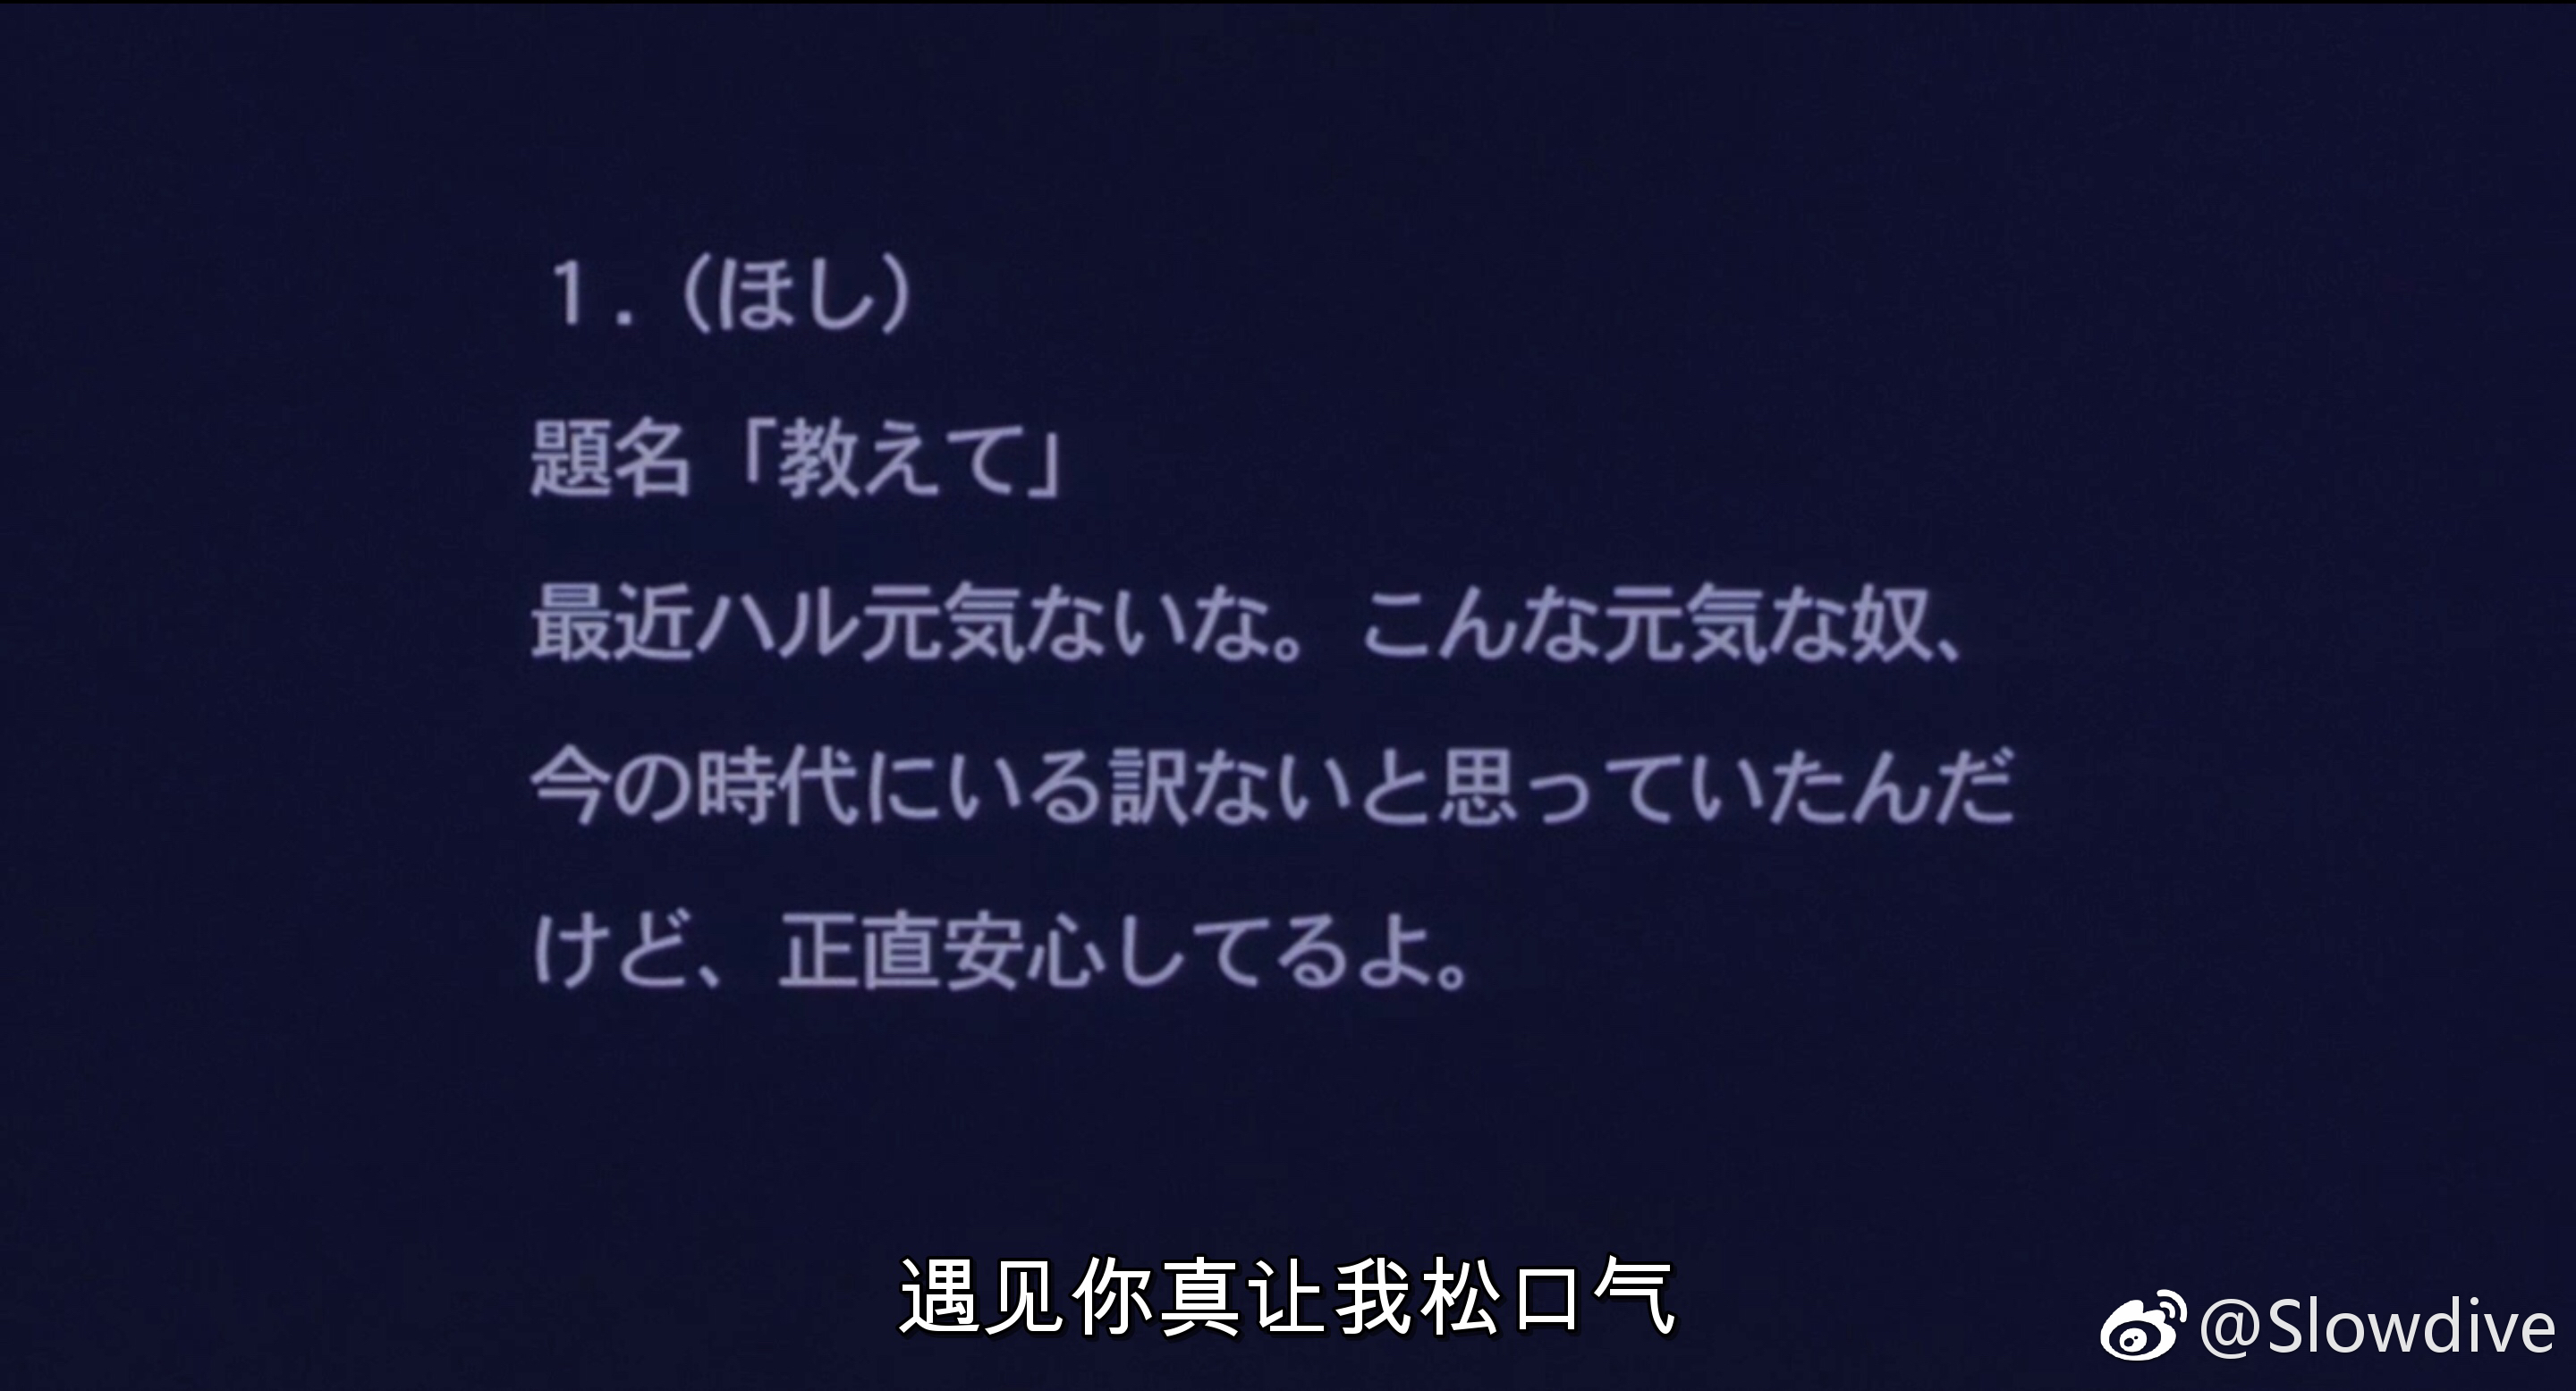 1.(ほし)
題名「教えて」
最近ハル元気ないな。こんな元気な奴、
今の時代にいる訳ないと思っていたんだ
けど、正直安心してるよ。
遇见你真让我松口气
@Slowdive